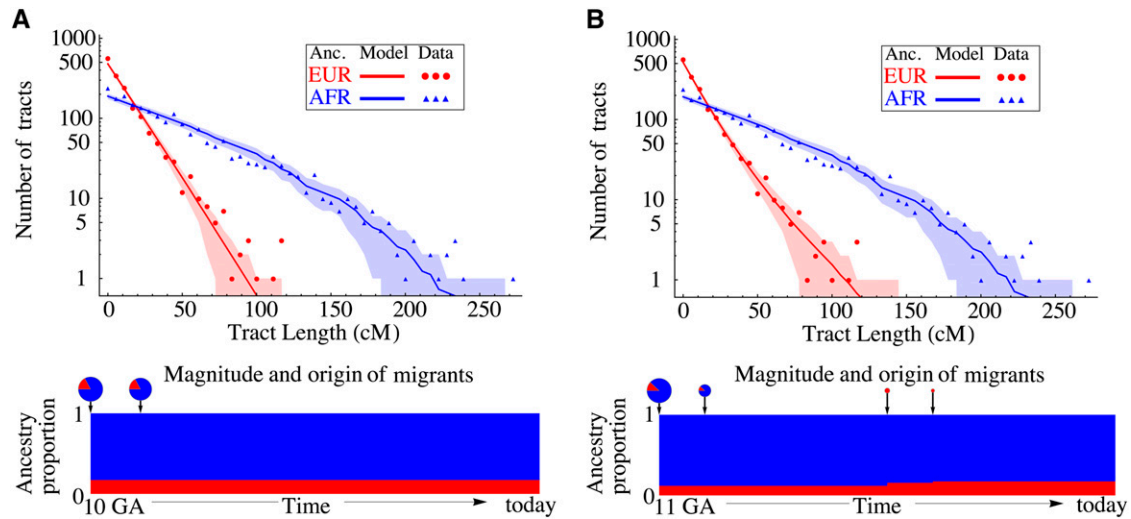 A
1000
500
100
50
10
5
1
Number of tracts
Anc. Model Data
EUR
AFR
0 50 100 150 200 250
Tract Length (cM)
Magnitude and origin of migrants
1
0
Ancestry
proportion
10 GA Time today
B
1000
500
100
50
10
5
1
Number of tracts
Anc. Model Data
EUR
AFR
0 50 100 150 200 250
Tract Length (cM)
Magnitude and origin of migrants
1
0
Ancestry
proportion
11 GA Time today